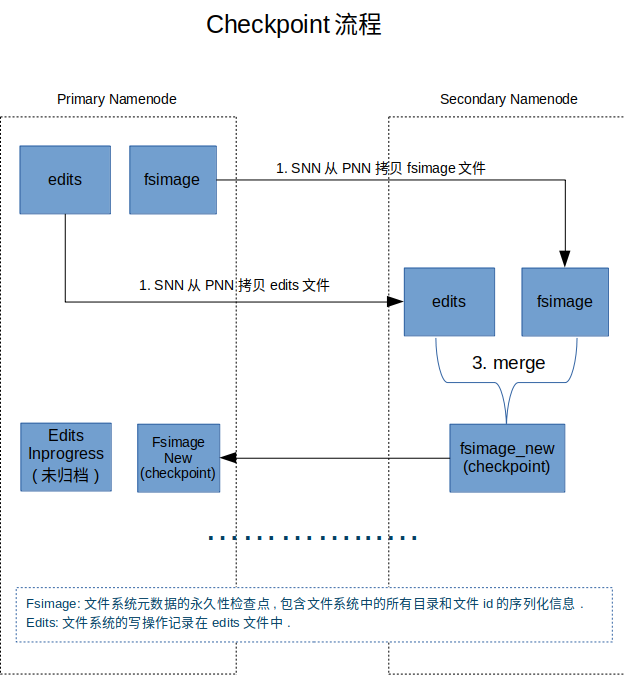 Checkpoint 流程
Primary Namenode
Secondary Namenode
edits
fsimage
1. SNN 从 PNN 拷贝 fsimage 文件
1. SNN 从 PNN 拷贝 edits 文件
edits
fsimage
3. merge
Edits
Inprogress
( 未归档 )
Fsimage
New
(checkpoint)
fsimage_new
(checkpoint)
..................
Fsimage: 文件系统元数据的永久性检查点 , 包含文件系统中的所有目录和文件 id 的序列化信息 .
Edits: 文件系统的写操作记录在 edits 文件中 .